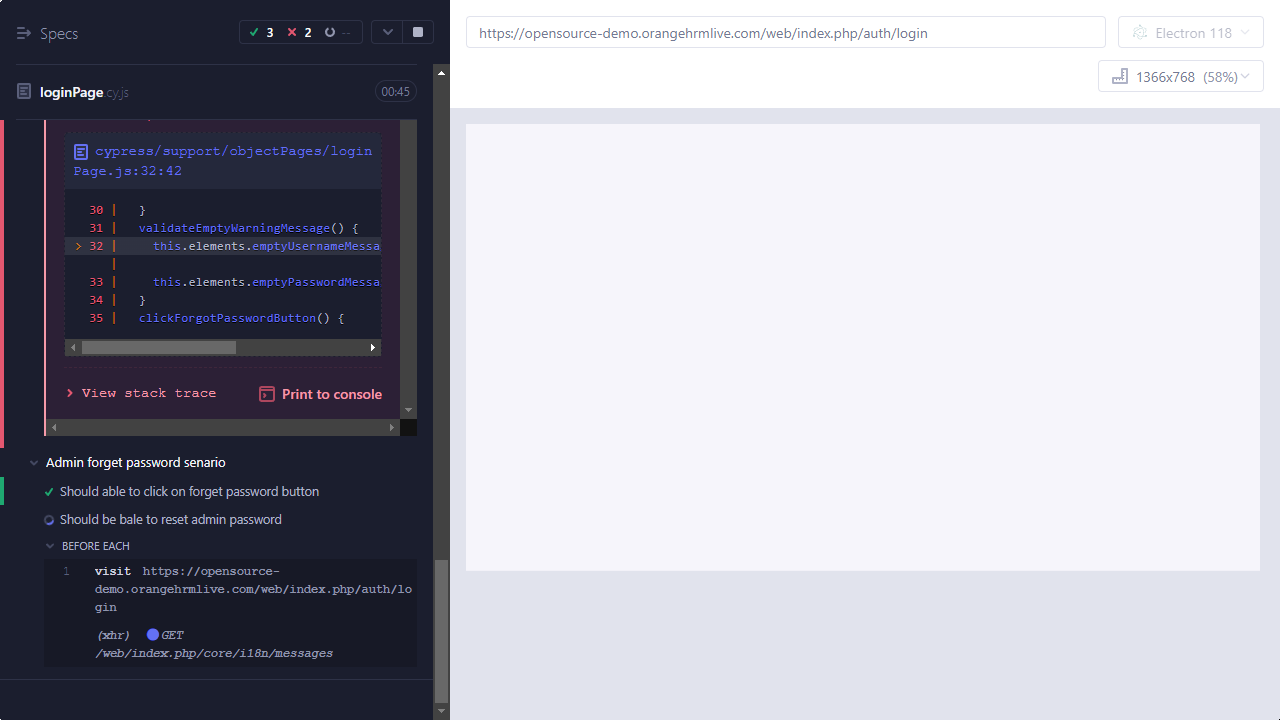 Specs
3
2
--
https://opensource-demo.orangehrmlive.com/web/index.php/auth/login
Electron 118
1366x768 (58%)
loginPage.cy.js
00:45
cypress/support/objectPages/login
Page.js:32:42
30 | }
31 | validateEmptyWarningMessage() {
> 32 | this.elements.emptyUsernameMessa
|
33 | this.elements.emptyPasswordMessa
34 | }
35 | clickForgotPasswordButton() {
> View stack trace
Print to console
Admin forget password senario
Should able to click on forget password button
Should be bale to reset admin password
BEFORE EACH
1 visit https://opensource-
demo.orangehrmlive.com/web/index.php/auth/lo
gin
(xhr) GET
/web/index.php/core/i18n/messages